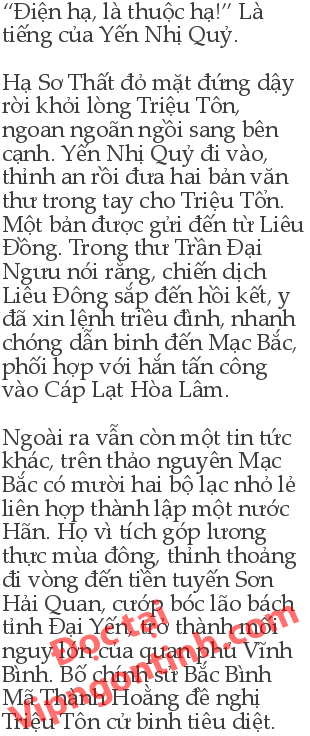 “Điện hạ, là thuộc hạ!” Là
tiếng của Yến Nhị Quỷ.
Hạ Sơ Thất đỏ mặt đứng dậy
rời khỏi lòng Triệu Tôn,
ngoan ngoãn ngồi sang bên
cạnh. Yến Nhị Quỷ đi vào,
thỉnh an rồi đưa hai bản văn
thư trong tay cho Triệu Tổn.
Một bản được gửi đến từ Liêu
Đồng. Trong thư Trần Đại
Ngưu nói rằng, chiến dịch
Liêu Đông sắp đến hồi kết, y
đã xin lệnh triều đình, nhanh
chóng dẫn binh đến Mạc Bắc,
phối hợp với hắn tấn công
vào Cáp Lạt Hòa Lâm.
Ngoài ra vẫn còn một tin tức
khác, trên thảo nguyên Mạc
Bắc có mười hai bộ lạc nhỏ lẻ
liên hợp thành lập một nước
Hãn. Họ vì tích góp lương
thực mùa đông, thỉnh thoảng
đi vòng đến tiền tuyến Sơn
Hải Quan, cướp bóc lão bách
tinh Đại Yến, trở thành mối
nguy lớn của quan phủ Vĩnh
Bình. Bố chính sứ Bắc Bình
Mã Thành Hoằng đề nghị
Triệu Tôn cử binh tiêu diệt.
Đọc tại
Vipngontinh.com